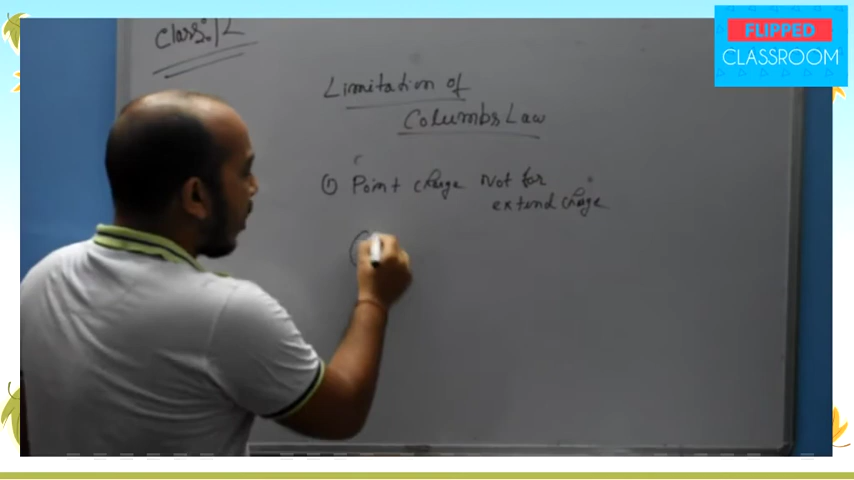 Class: 12
Limitation of
Columbs Law
① Point charge Not for
extend charge
FLIPPED
CLASSROOM